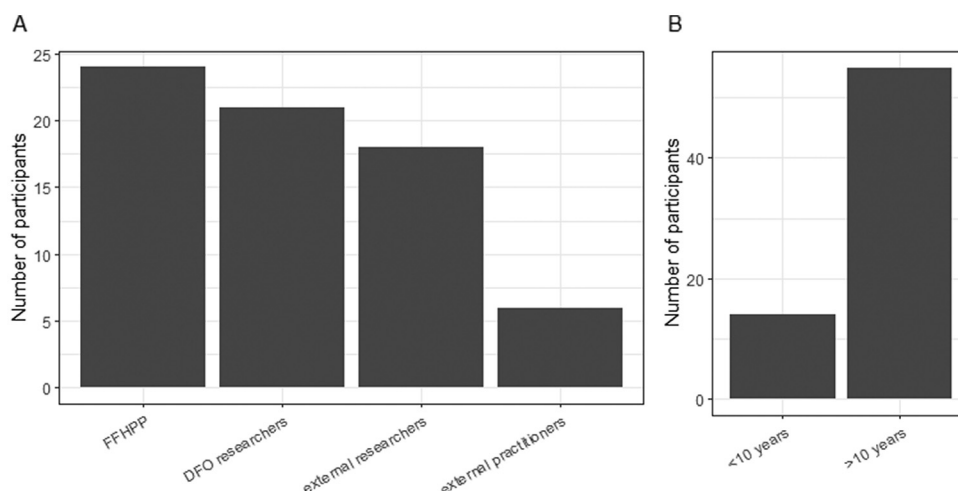 A
Number of participants
25
20
15
10
5
0
FFHPP
DFO researchers
external researchers
external practitioners
B
Number of participants
40
20
0
<10 years
>10 years